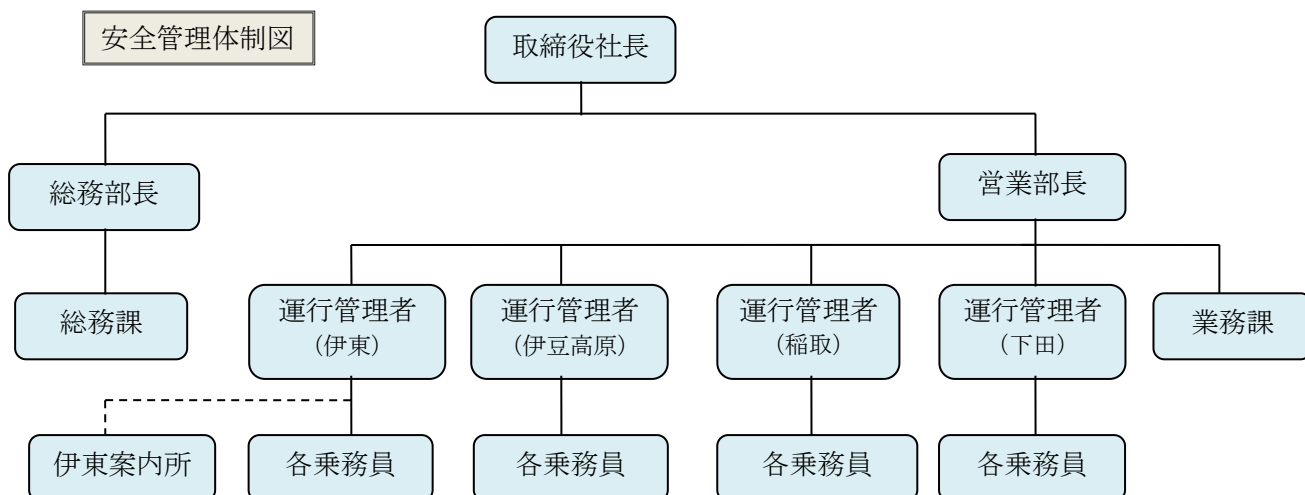 安全管理体制図
取締役社長
総務部長
営業部長
総務課
運行管理者
（伊東）
運行管理者
（伊豆高原）
運行管理者
（稲取）
運行管理者
（下田）
業務課
伊東案内所
各乗務員
各乗務員
各乗務員
各乗務員